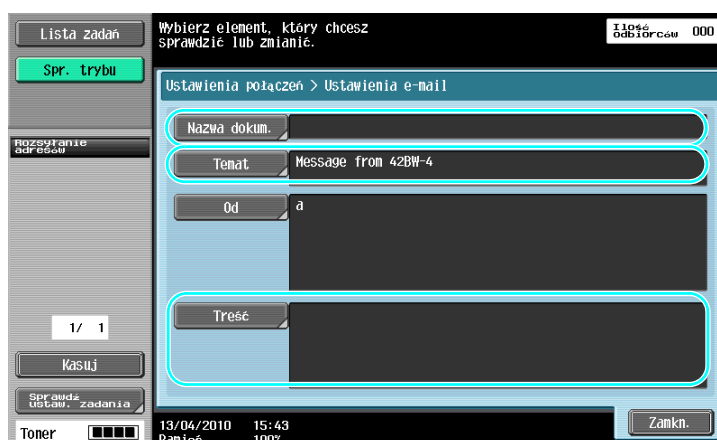 Lista zadań
Wybierz element, który chcesz
sprawdzić lub zmianić.
Ilość
odbiorców 000
Spr. trybu
Ustawienia połączeń > Ustawienia e-mail
Nazwa dokum.
Rozsyłanie
adresów
Temat Message from 42BW-4
Od a
Treść
1/ 1
Kasuj
Sprawdź
ustaw. zadania
Toner
13/04/2010 15:43
Pamięć 100%
Zamkn.